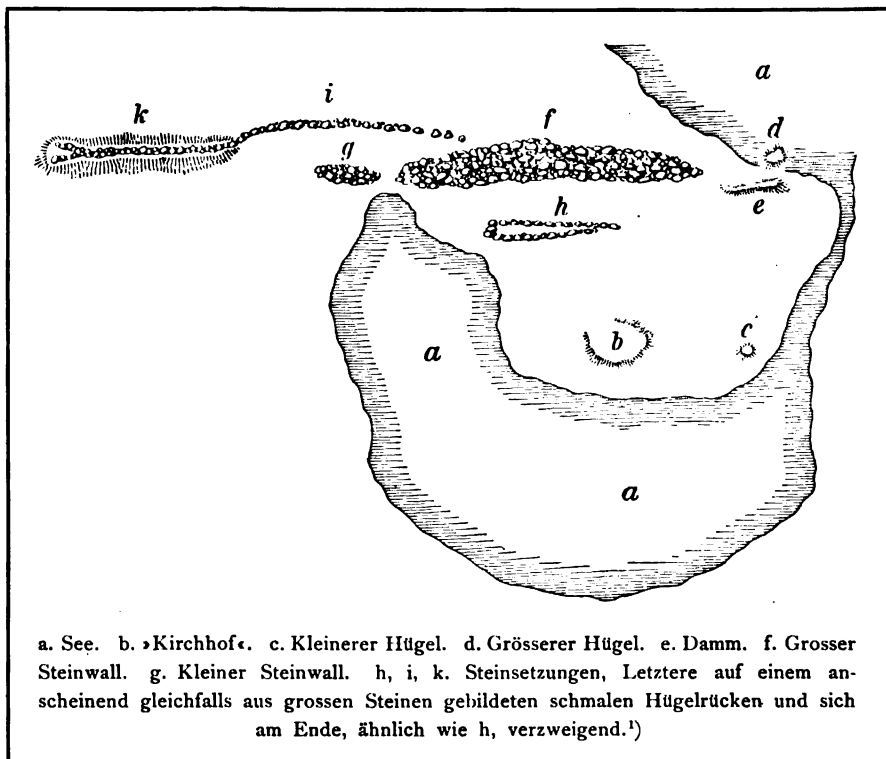 a
i
k
d
f
g
e
h
b
c
a
a
a. See. b. »Kirchhof«. c. Kleinerer Hügel. d. Grösserer Hügel. e. Damm. f. Grosser
Steinwall. g. Kleiner Steinwall. h, i, k. Steinsetzungen, Letztere auf einem an-
scheinend gleichfalls aus grossen Steinen gebildeten schmalen Hügelrücken und sich
am Ende, ähnlich wie h, verzweigend.¹)